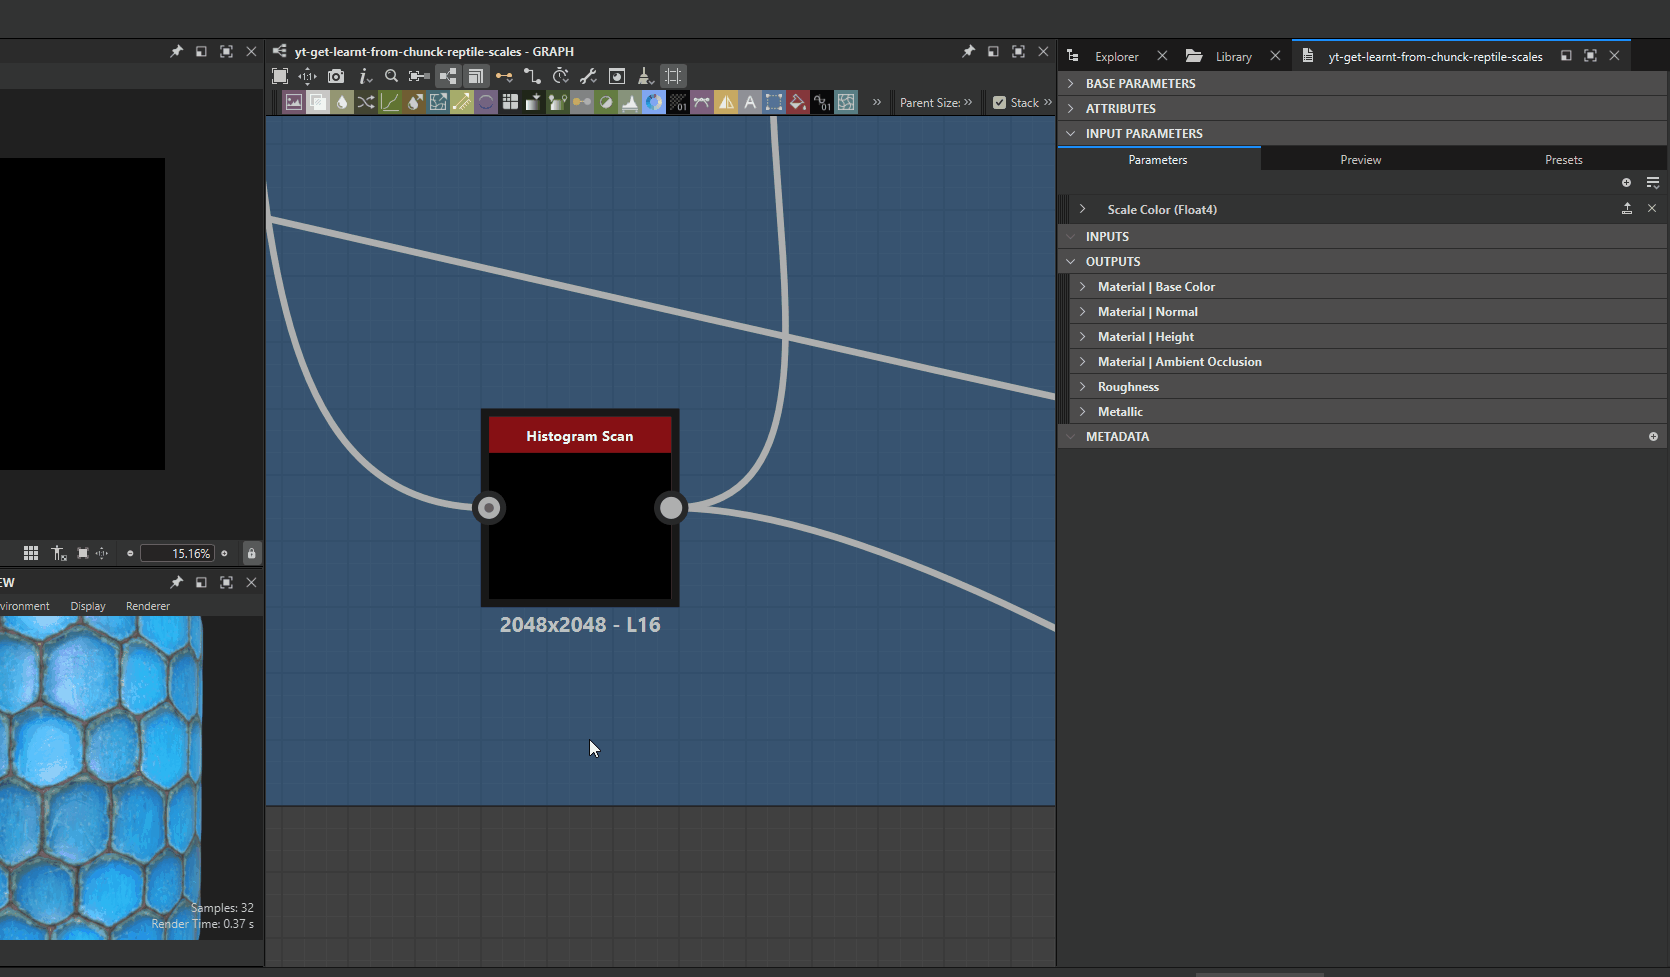 yt-get-learnt-from-chunck-reptile-scales - GRAPH
Explorer
Library
yt-get-learnt-from-chunck-reptile-scales
Parent Size:
Stack
BASE PARAMETERS
ATTRIBUTES
INPUT PARAMETERS
Parameters Preview Presets
Scale Color (Float4)
INPUTS
OUTPUTS
Material | Base Color
Material | Normal
Material | Height
Material | Ambient Occlusion
Roughness
Metallic
METADATA
Histogram Scan
2048x2048 - L16
15.16%
EW
vironment Display Renderer
Samples: 32
Render Time: 0.37 s